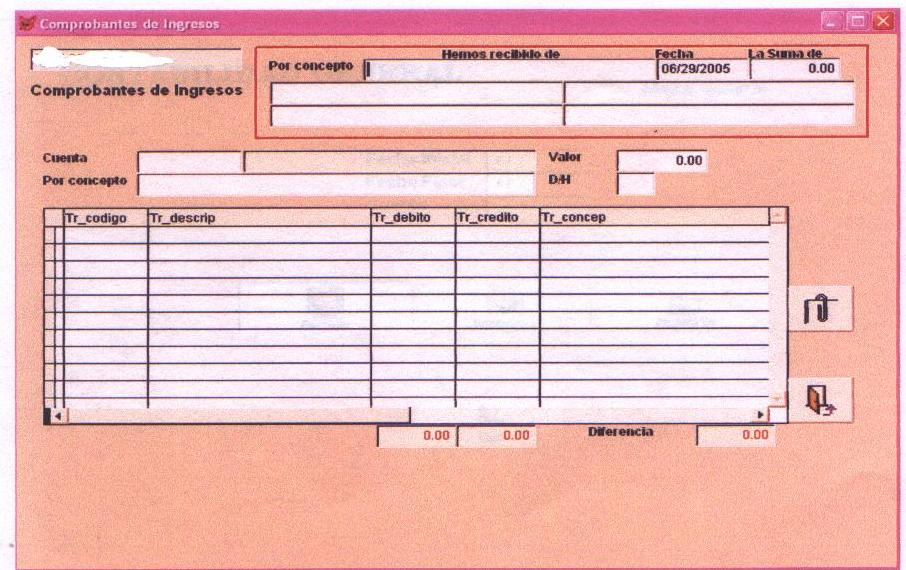 Comprobantes de Ingresos
Hemos recibido de Fecha La Suma de
Por concepto 06/29/2005 0.00
Comprobantes de Ingresos
Cuenta Valor 0.00
Por concepto D/H
Tr_codigo Tr_descrip Tr_debito Tr_credito Tr_concep
0.00 0.00 Diferencia 0.00